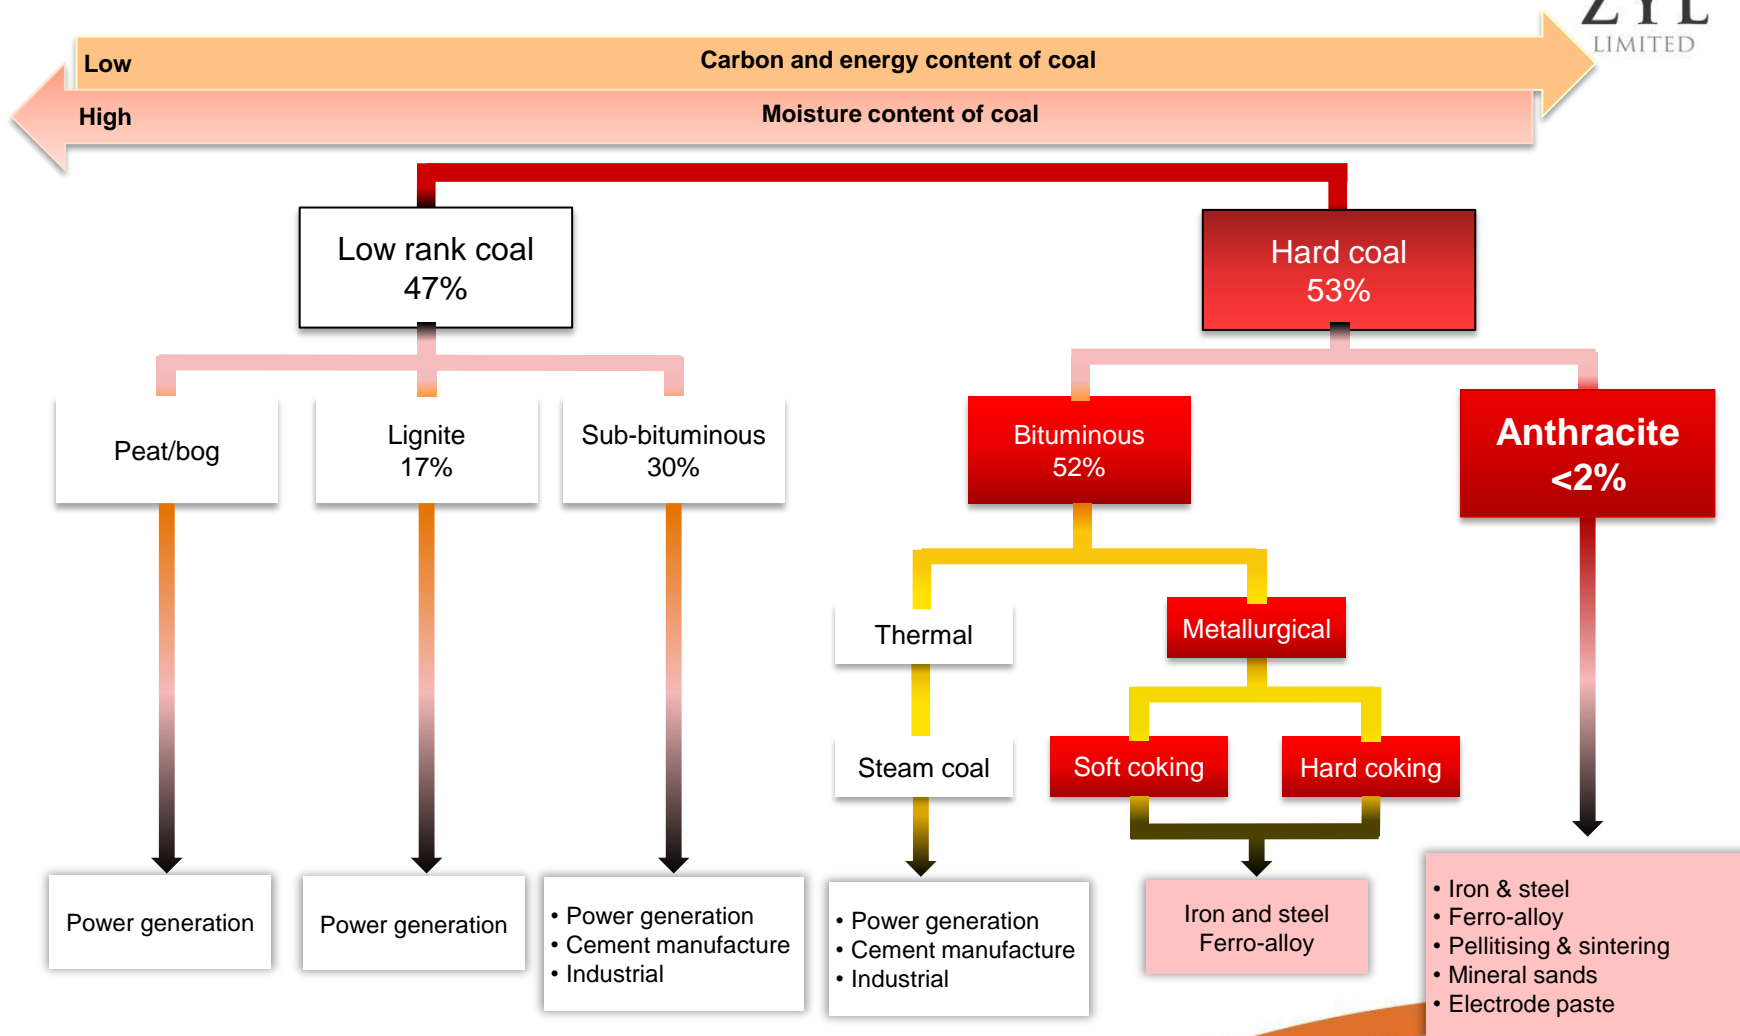 ZYL
LIMITED
Low
Carbon and energy content of coal
High
Moisture content of coal
Low rank coal
47%
Hard coal
53%
Peat/bog
Lignite
17%
Sub-bituminous
30%
Bituminous
52%
Anthracite
<2%
Thermal
Metallurgical
Steam coal
Soft coking
Hard coking
Power generation
Power generation
• Power generation
• Cement manufacture
• Industrial
• Power generation
• Cement manufacture
• Industrial
Iron and steel
Ferro-alloy
• Iron & steel
• Ferro-alloy
• Pellitising & sintering
• Mineral sands
• Electrode paste